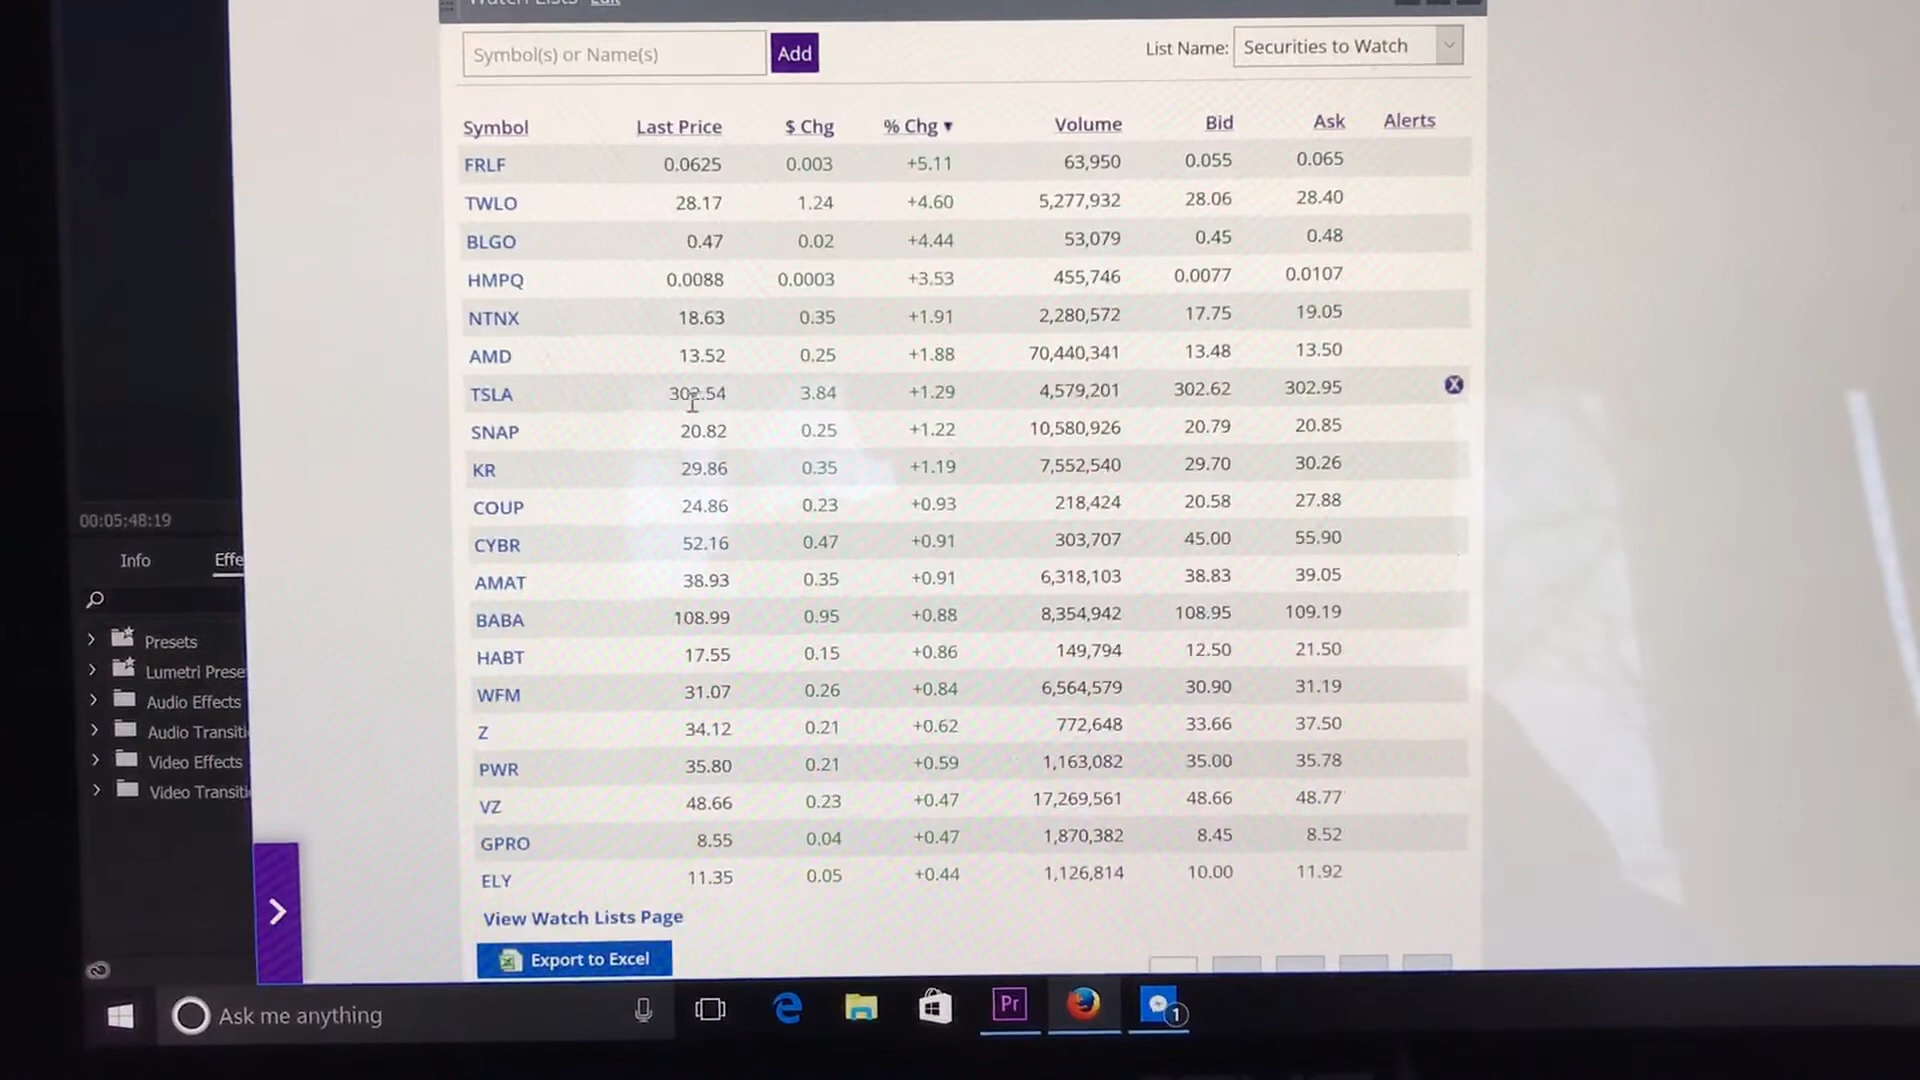 Watch Lists Edit
Symbol(s) or Name(s) Add List Name: Securities to Watch
Symbol Last Price $ Chg % Chg ▼ Volume Bid Ask Alerts
FRLF 0.0625 0.003 +5.11 63,950 0.055 0.065
TWLO 28.17 1.24 +4.60 5,277,932 28.06 28.40
BLGO 0.47 0.02 +4.44 53,079 0.45 0.48
HMPQ 0.0088 0.0003 +3.53 455,746 0.0077 0.0107
NTNX 18.63 0.35 +1.91 2,280,572 17.75 19.05
AMD 13.52 0.25 +1.88 70,440,341 13.48 13.50
TSLA 302.54 3.84 +1.29 4,579,201 302.62 302.95 X
SNAP 20.82 0.25 +1.22 10,580,926 20.79 20.85
KR 29.86 0.35 +1.19 7,552,540 29.70 30.26
COUP 24.86 0.23 +0.93 218,424 20.58 27.88
CYBR 52.16 0.47 +0.91 303,707 45.00 55.90
AMAT 38.93 0.35 +0.91 6,318,103 38.83 39.05
BABA 108.99 0.95 +0.88 8,354,942 108.95 109.19
HABT 17.55 0.15 +0.86 149,794 12.50 21.50
WFM 31.07 0.26 +0.84 6,564,579 30.90 31.19
Z 34.12 0.21 +0.62 772,648 33.66 37.50
PWR 35.80 0.21 +0.59 1,163,082 35.00 35.78
VZ 48.66 0.23 +0.47 17,269,561 48.66 48.77
GPRO 8.55 0.04 +0.47 1,870,382 8.45 8.52
ELY 11.35 0.05 +0.44 1,126,814 10.00 11.92
View Watch Lists Page
Export to Excel
00:05:48:19
Info Effe
Presets
Lumetri Prese
Audio Effects
Audio Transiti
Video Effects
Video Transiti
Ask me anything
Pr
1